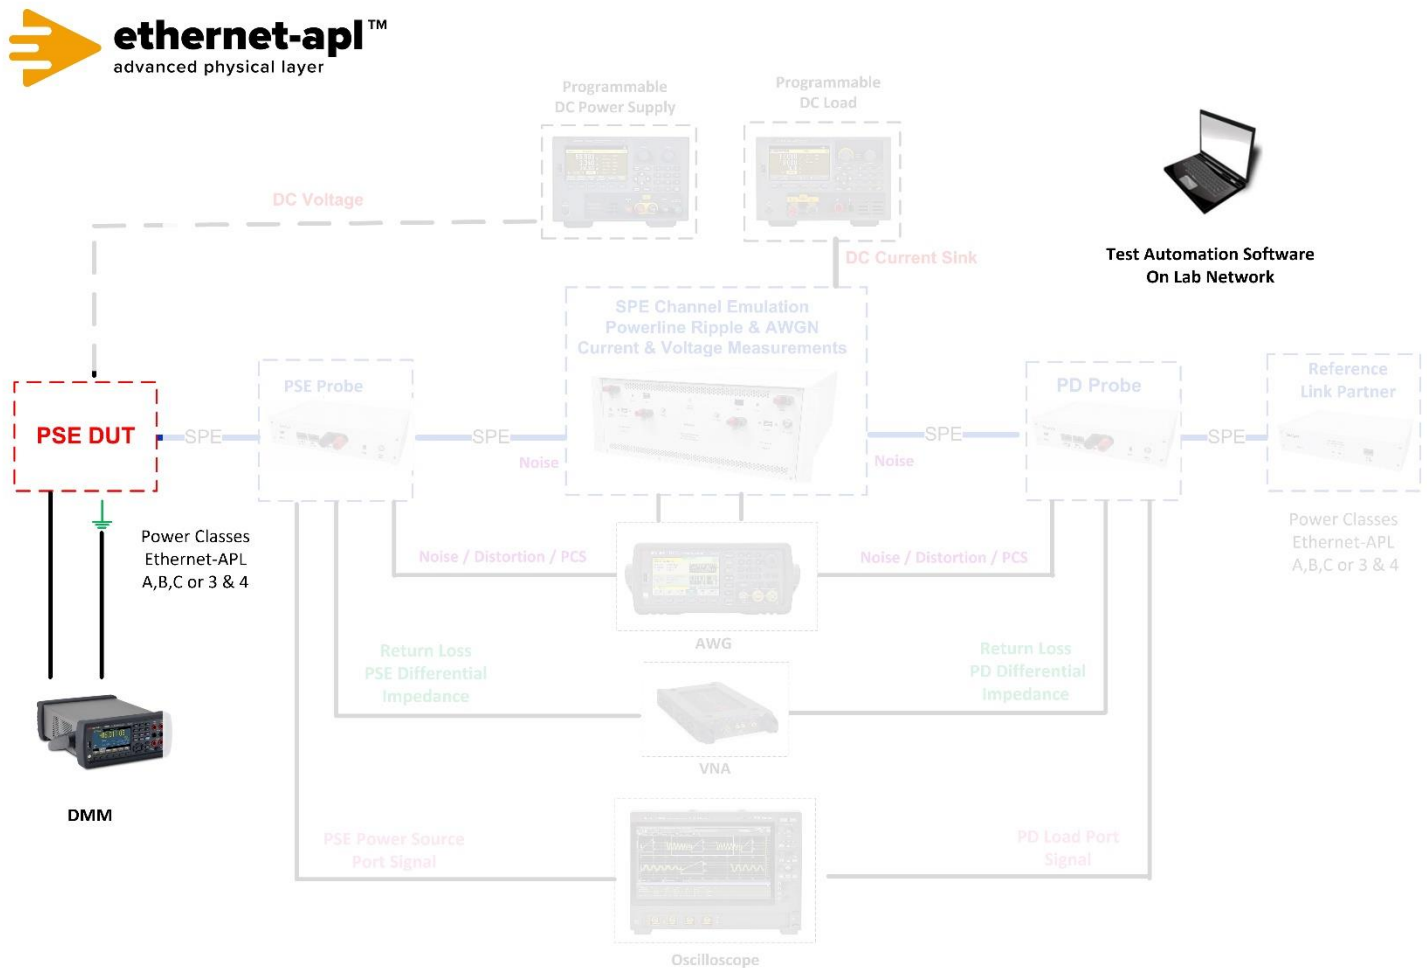 ethernet-apl™
advanced physical layer
Programmable
DC Power Supply
Programmable
DC Load
Test Automation Software
On Lab Network
DC Voltage
DC Current Sink
SPE Channel Emulation
Powerline Ripple & AWGN
Current & Voltage Measurements
PSE DUT
SPE
PSE Probe
SPE
Noise
Noise
SPE
PD Probe
SPE
Reference
Link Partner
Power Classes
Ethernet-APL
A,B,C or 3 & 4
Power Classes
Ethernet-APL
A,B,C or 3 & 4
Noise / Distortion / PCS
Noise / Distortion / PCS
AWG
Return Loss
PSE Differential
Impedance
Return Loss
PD Differential
Impedance
VNA
DMM
PSE Power Source
Port Signal
PD Load Port
Signal
Oscilloscope